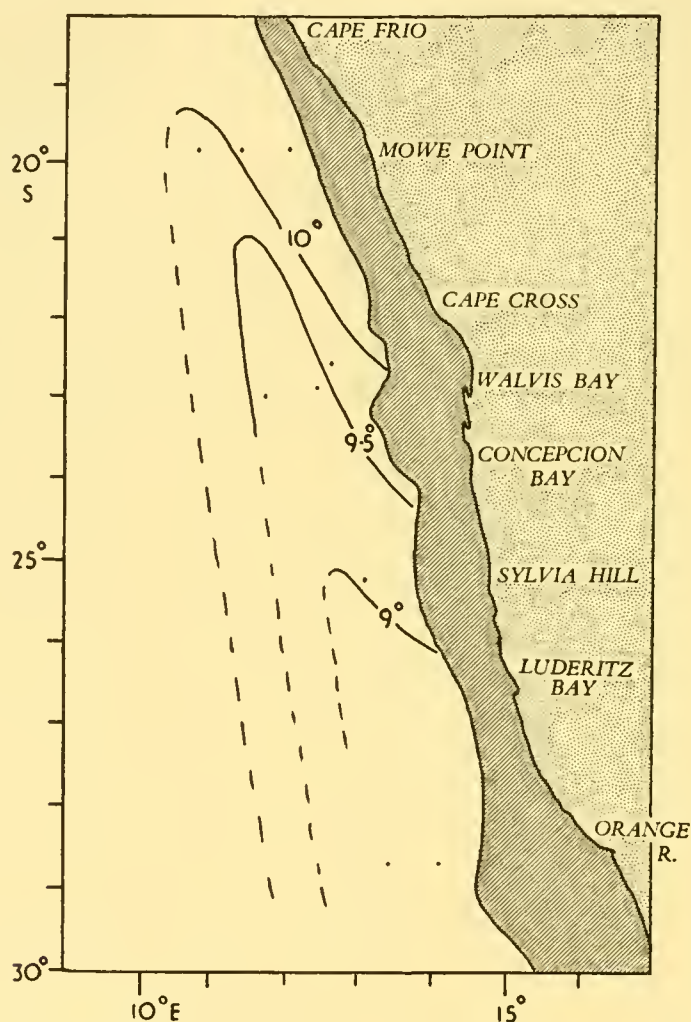 CAPE FRIO
MOWE POINT
20°
S
10°
CAPE CROSS
WALVIS BAY
9·5°
CONCEPCION
BAY
25°
SYLVIA HILL
9°
LUDERITZ
BAY
ORANGE
R.
30°
10°E
15°